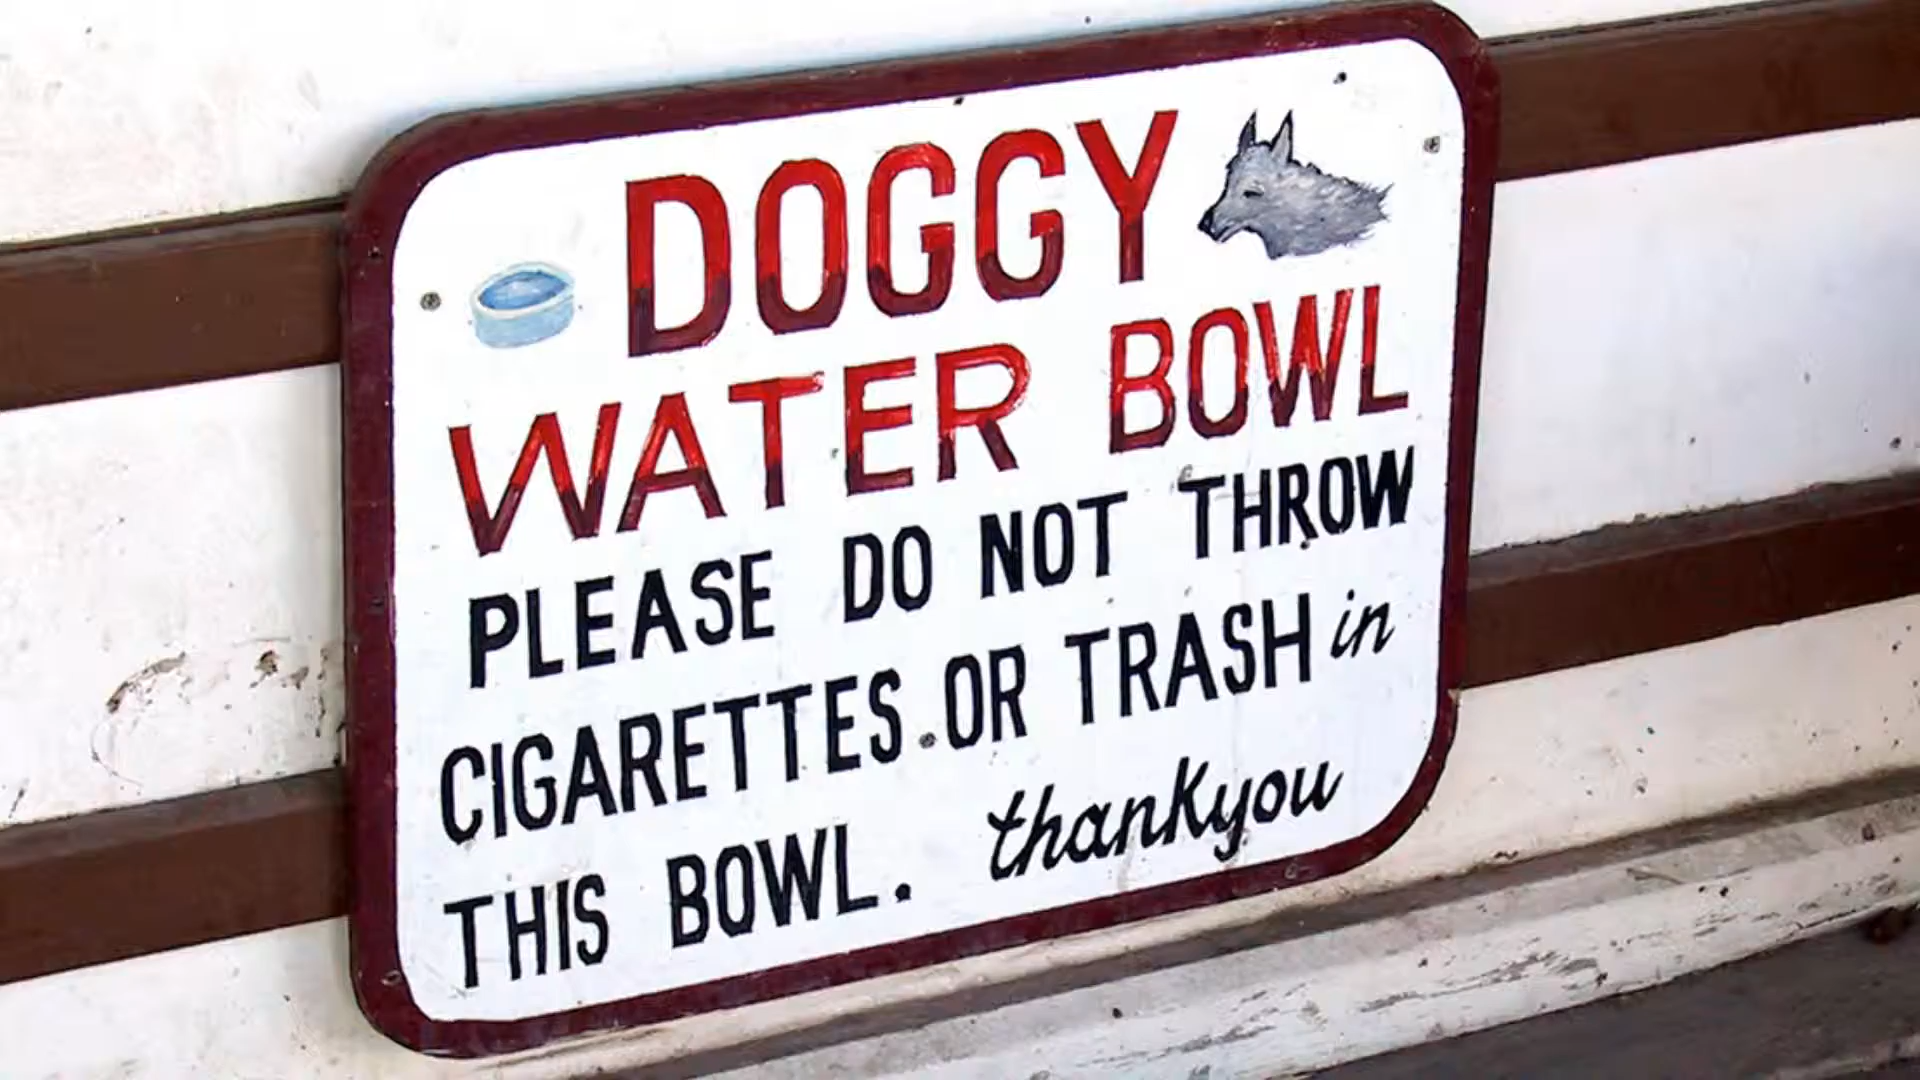 DOGGY
WATER BOWL
PLEASE DO NOT THROW
CIGARETTES OR TRASH in
THIS BOWL. thankyou